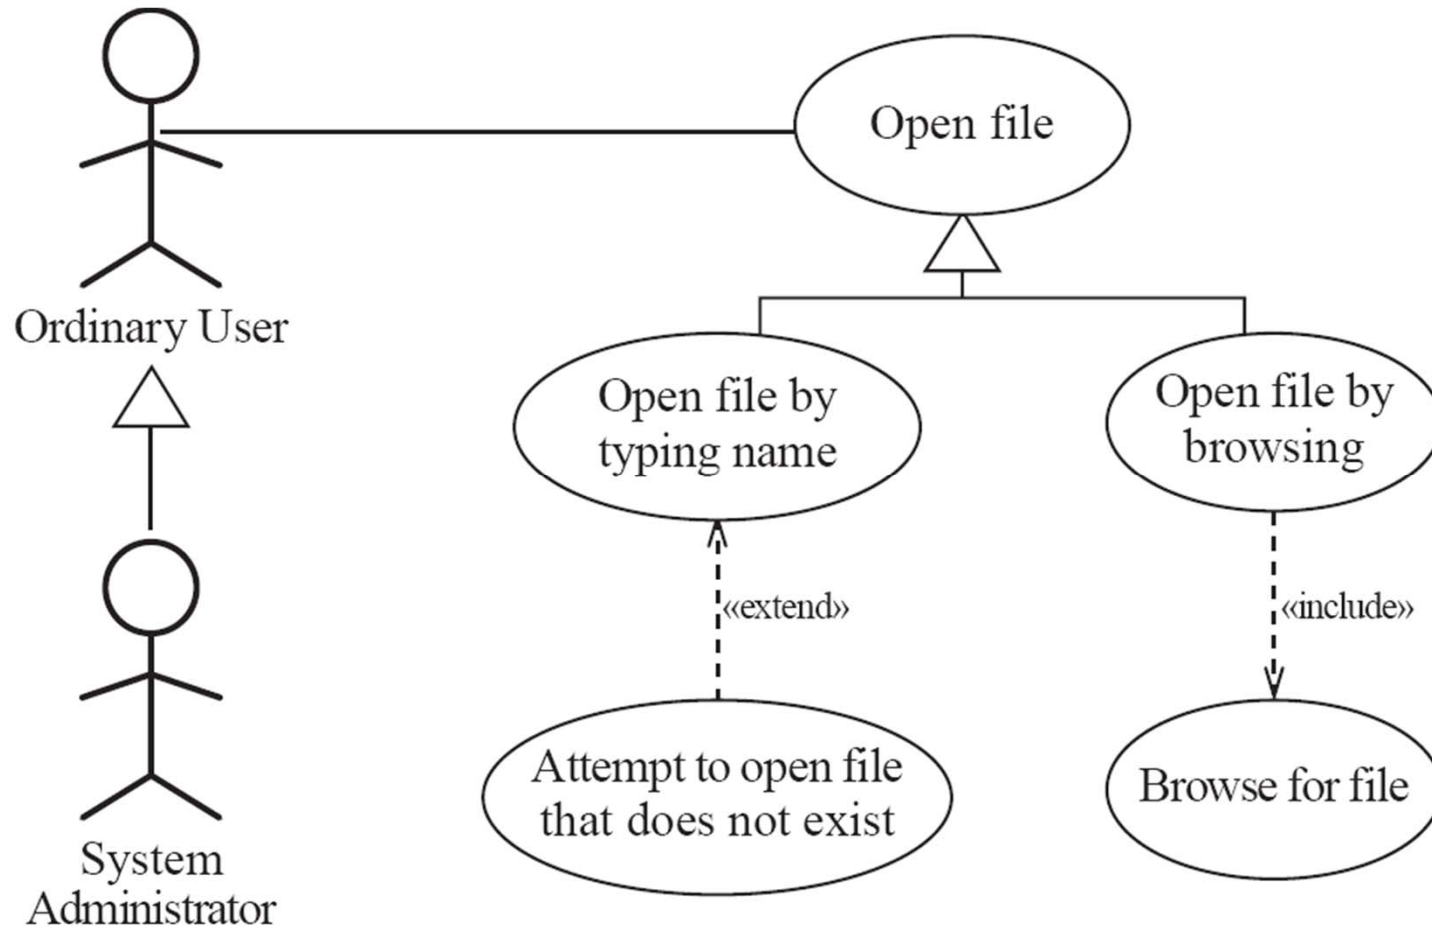 Open file
Ordinary User
Open file by
typing name
Open file by
browsing
«extend»
«include»
Attempt to open file
that does not exist
Browse for file
System
Administrator